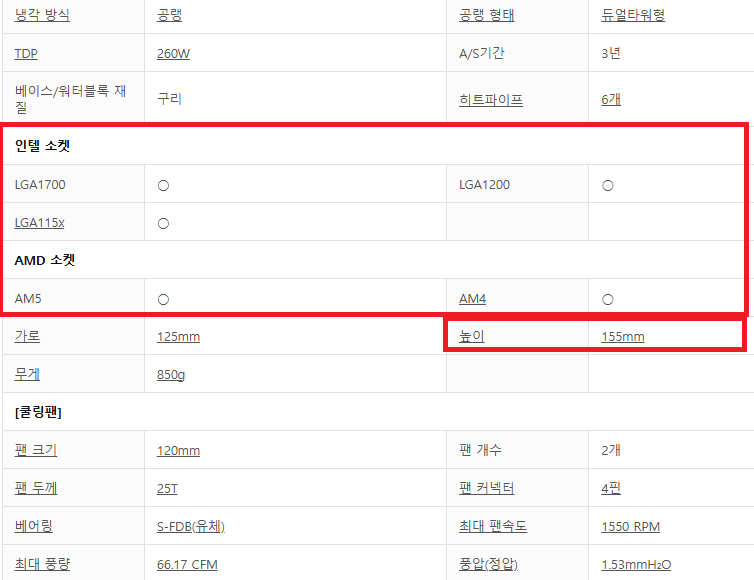 냉각 방식 공랭 공랭 형태 듀얼타워형
TDP 260W A/S기간 3년
베이스/워터블록 재
질 구리 히트파이프 6개
인텔 소켓
LGA1700 ○ LGA1200 ○
LGA115x ○
AMD 소켓
AM5 ○ AM4 ○
가로 125mm 높이 155mm
무게 850g
[쿨링팬]
팬 크기 120mm 팬 개수 2개
팬 두께 25T 팬 커넥터 4핀
베어링 S-FDB(유체) 최대 팬속도 1550 RPM
최대 풍량 66.17 CFM 풍압(정압) 1.53mmH₂O